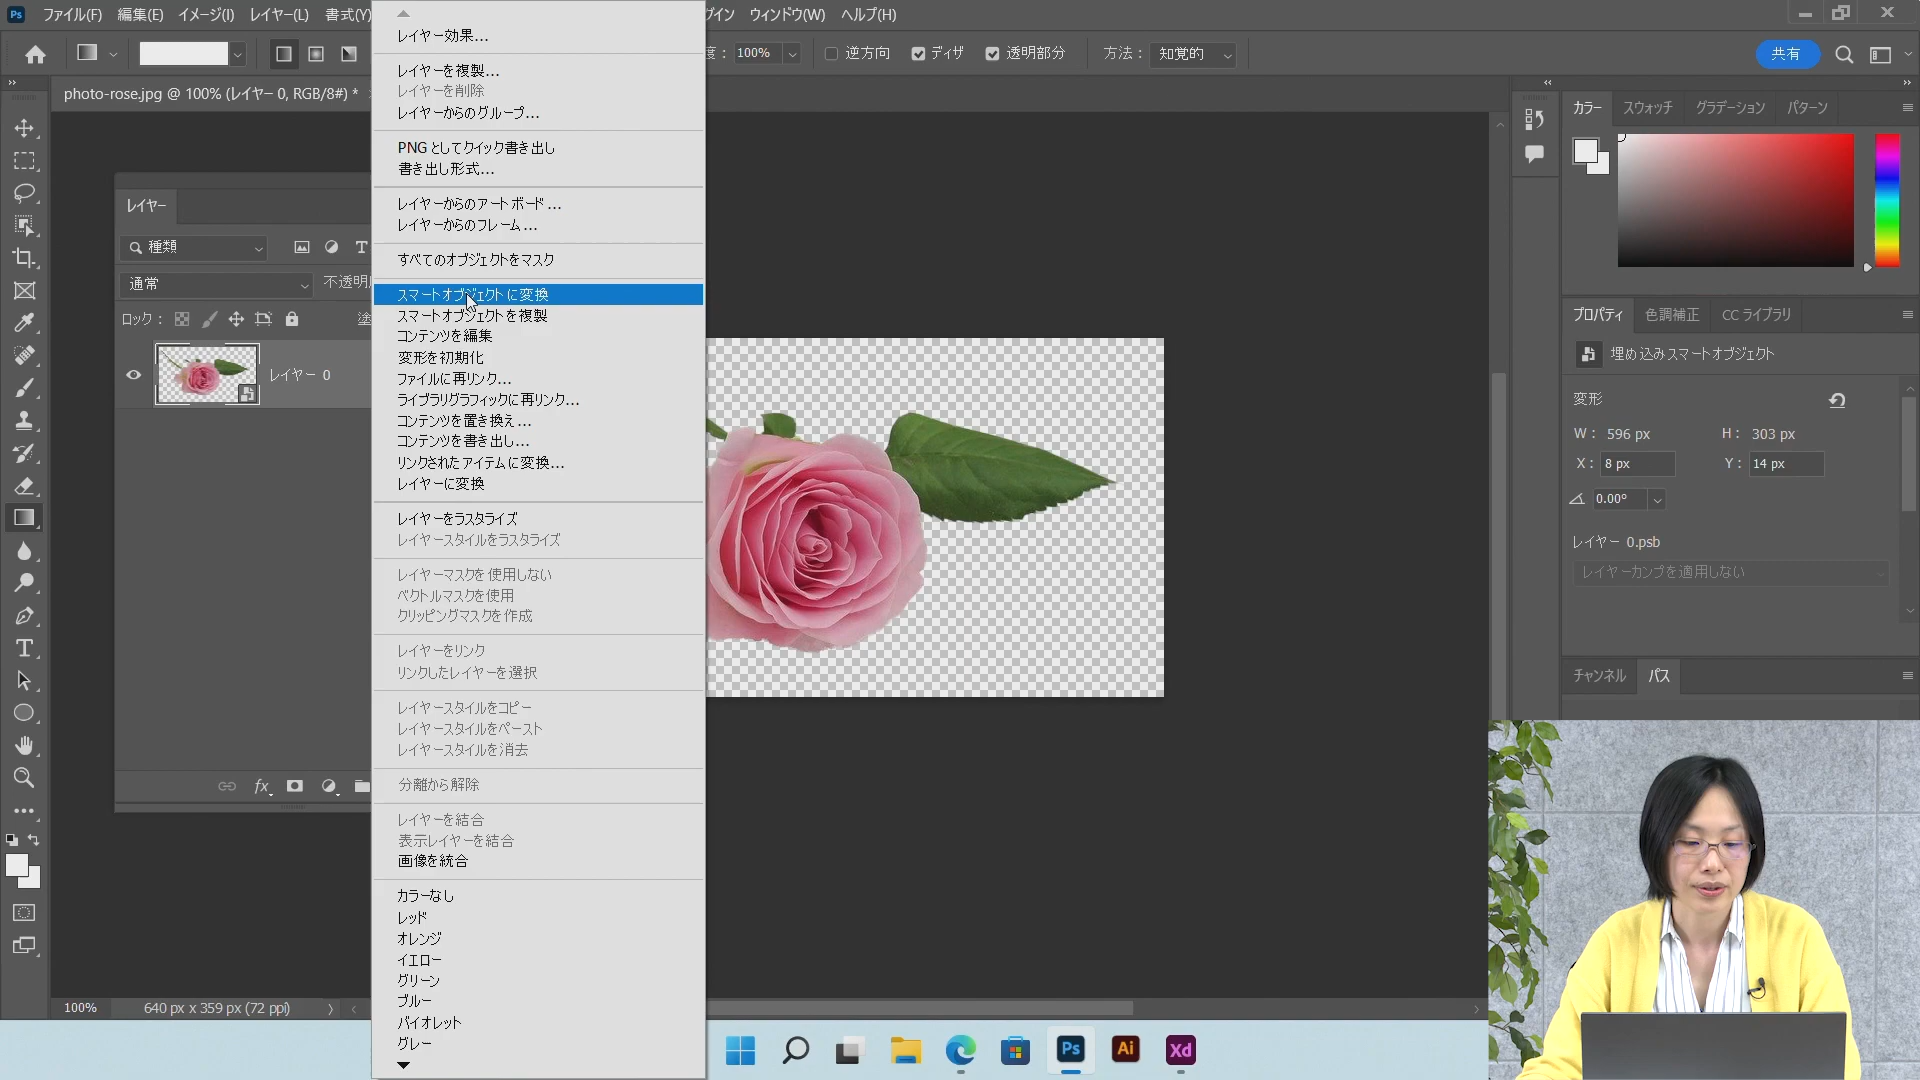 Ps ファイル(F) 編集(E) イメージ(I) レイヤー(L) 書式(Y) グイン ウィンドウ(W) ヘルプ(H)
度： 100% 逆方向 ディザ 透明部分 方法： 知覚的 共有
photo-rose.jpg @ 100% (レイヤー 0, RGB/8#) *
レイヤー
種類
通常 不透明
ロック：
レイヤー 0
レイヤー効果...
レイヤーを複製...
レイヤーを削除
レイヤーからのグループ...
PNG としてクイック書き出し
書き出し形式...
レイヤーからのアートボード...
レイヤーからのフレーム...
すべてのオブジェクトをマスク
スマートオブジェクトに変換
スマートオブジェクトを複製
コンテンツを編集
変形を初期化
ファイルに再リンク...
ライブラリグラフィックに再リンク...
コンテンツを置き換え...
コンテンツを書き出し...
リンクされたアイテムに変換...
レイヤーに変換
レイヤーをラスタライズ
レイヤースタイルをラスタライズ
レイヤーマスクを使用しない
ベクトルマスクを使用
クリッピングマスクを作成
レイヤーをリンク
リンクしたレイヤーを選択
レイヤースタイルをコピー
レイヤースタイルをペースト
レイヤースタイルを消去
分離から解除
レイヤーを結合
表示レイヤーを結合
画像を統合
カラーなし
レッド
オレンジ
イエロー
グリーン
ブルー
バイオレット
グレー
カラー スウォッチ グラデーション パターン
プロパティ 色調補正 CC ライブラリ
埋め込みスマートオブジェクト
変形
W： 596 px H： 303 px
X： 8 px Y： 14 px
0.00°
レイヤー 0.psb
レイヤーカンプを適用しない
チャンネル パス
100% 640 px x 359 px (72 ppi)
Ps Ai Xd